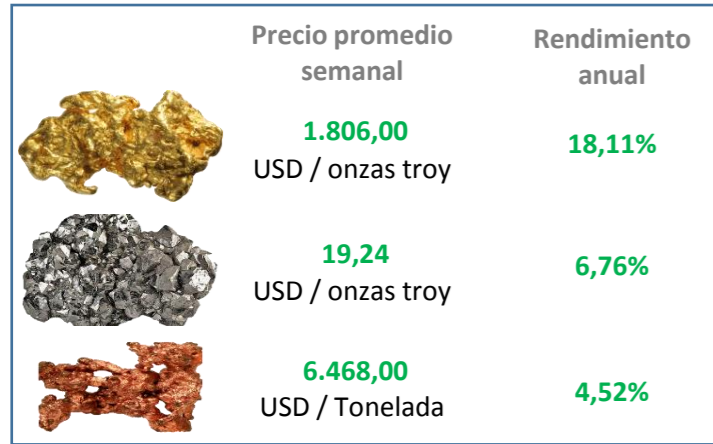 Precio promedio
semanal
Rendimiento
anual
1.806,00
USD / onzas troy
18,11%
19,24
USD / onzas troy
6,76%
6.468,00
USD / Tonelada
4,52%